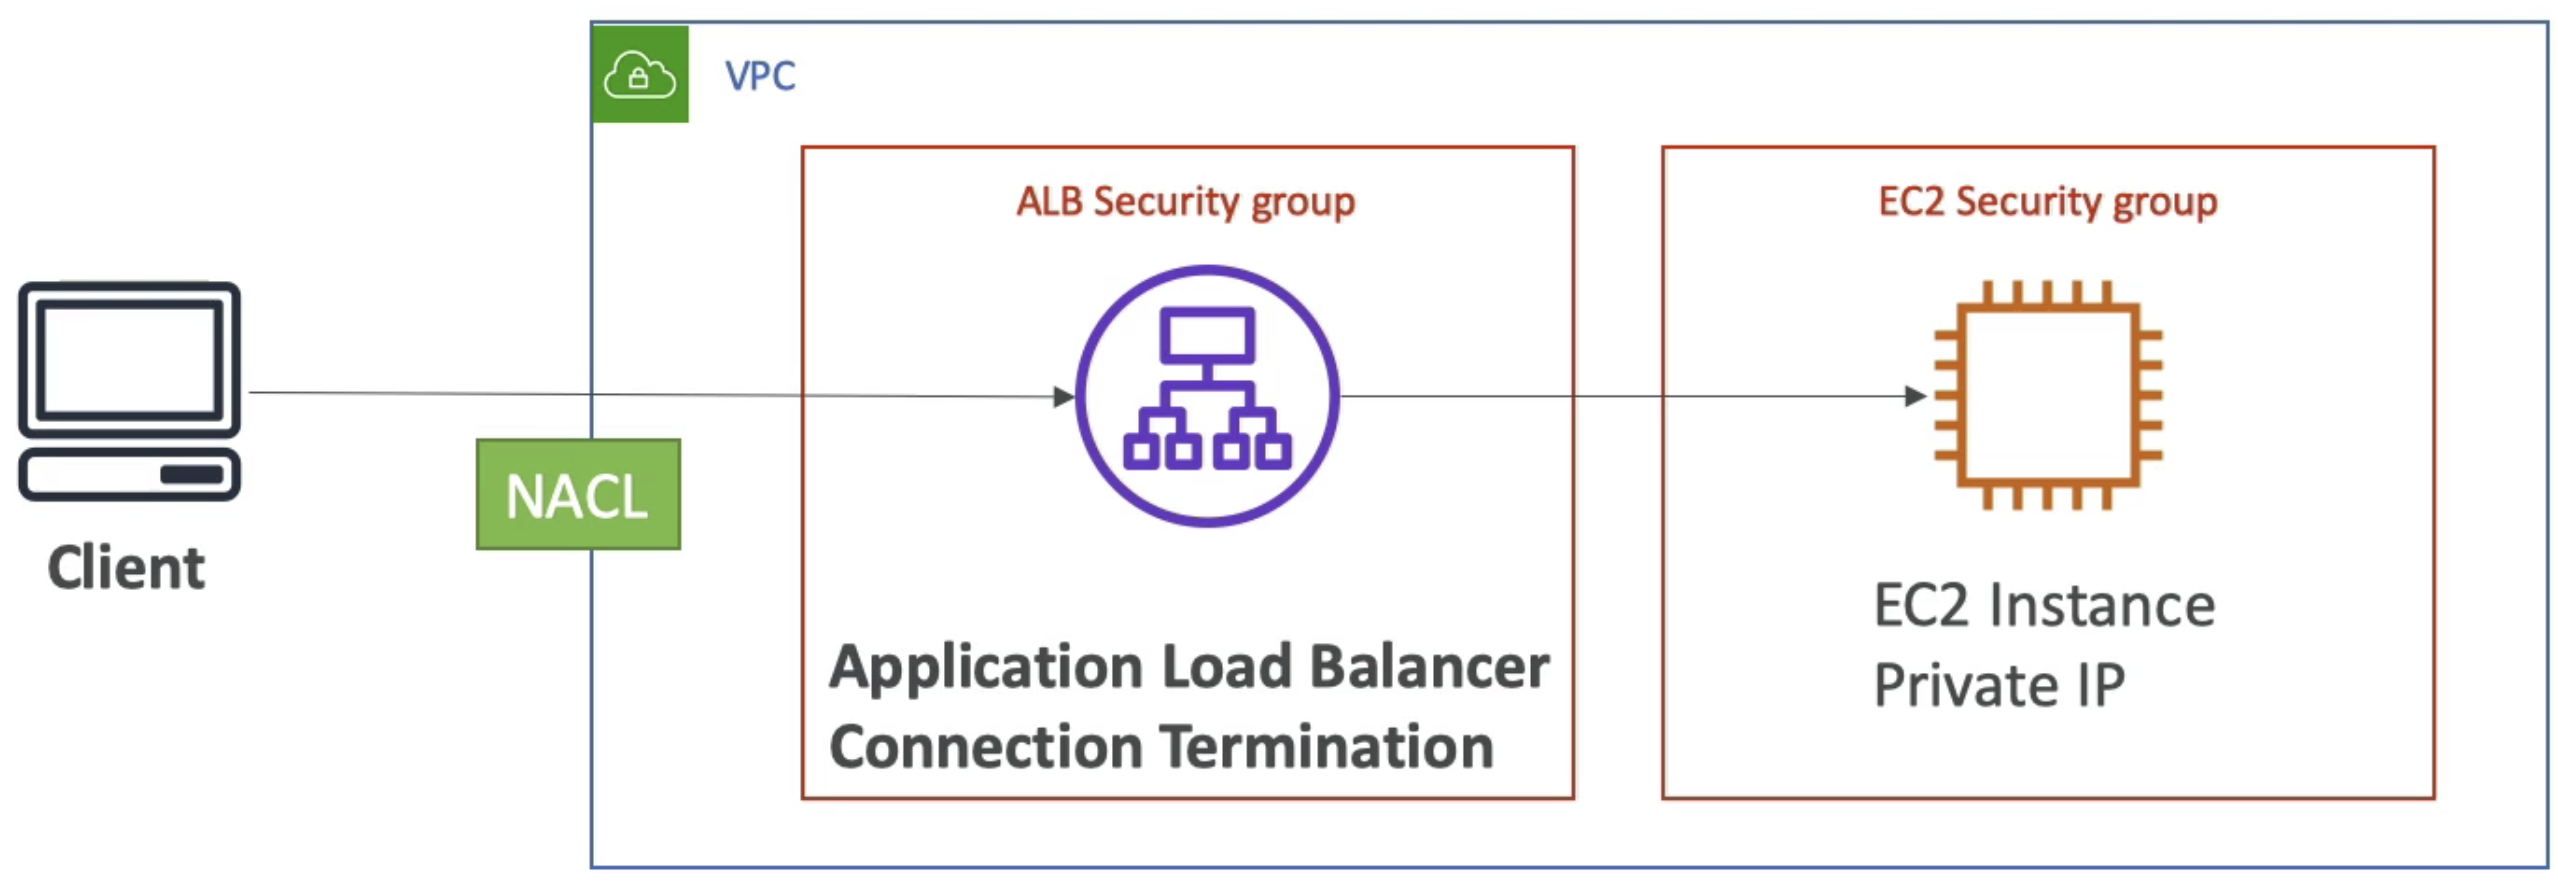 VPC
ALB Security group
EC2 Security group
NACL
Client
Application Load Balancer
Connection Termination
EC2 Instance
Private IP